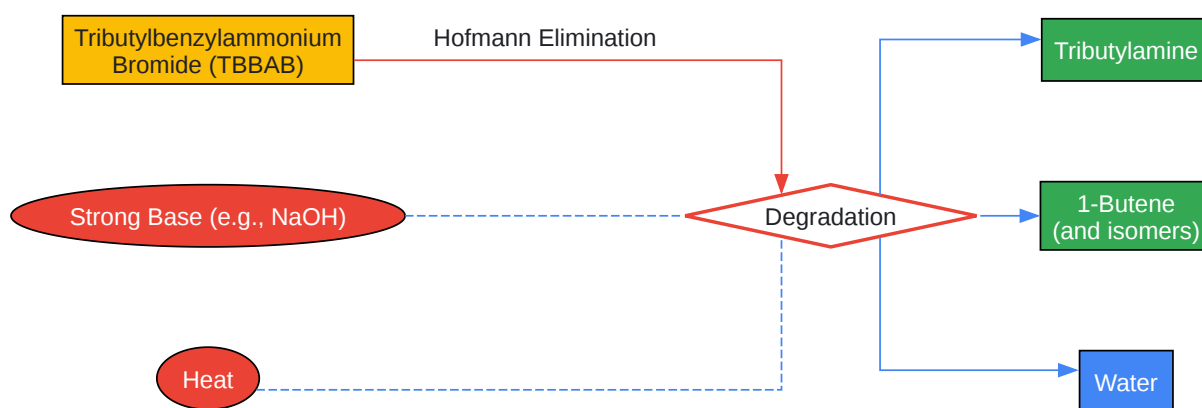 Tributylbenzylammonium
Bromide (TBBAB)
Hofmann Elimination
Tributylamine
Strong Base (e.g., NaOH)
Degradation
1-Butene
(and isomers)
Heat
Water